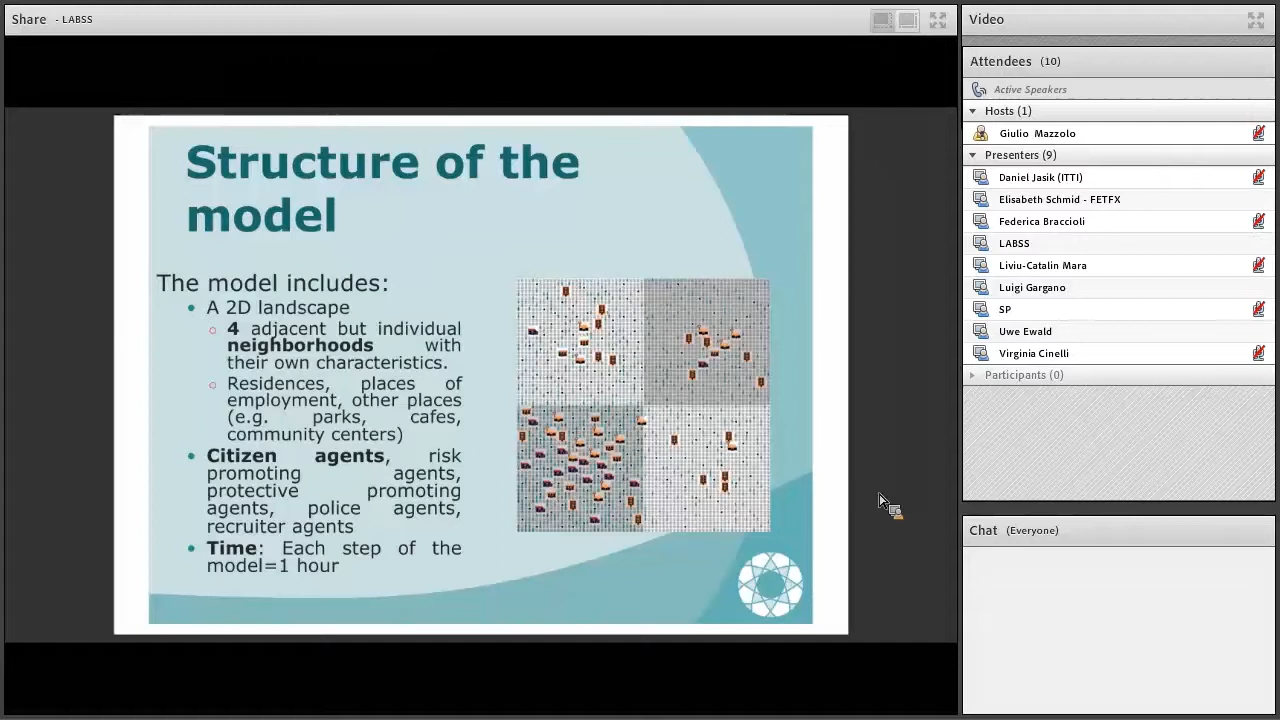 Share - LABSS
Structure of the
model
The model includes:
A 2D landscape
4 adjacent but individual
neighborhoods with
their own characteristics.
Residences, places of
employment, other places
(e.g. parks, cafes,
community centers)
Citizen agents, risk
promoting agents,
protective promoting
agents, police agents,
recruiter agents
Time: Each step of the
model=1 hour
Video
Attendees (10)
Active Speakers
Hosts (1)
Giulio Mazzolo
Presenters (9)
Daniel Jasik (ITTI)
Elisabeth Schmid - FETFX
Federica Braccioli
LABSS
Liviu-Catalin Mara
Luigi Gargano
SP
Uwe Ewald
Virginia Cinelli
Participants (0)
Chat (Everyone)